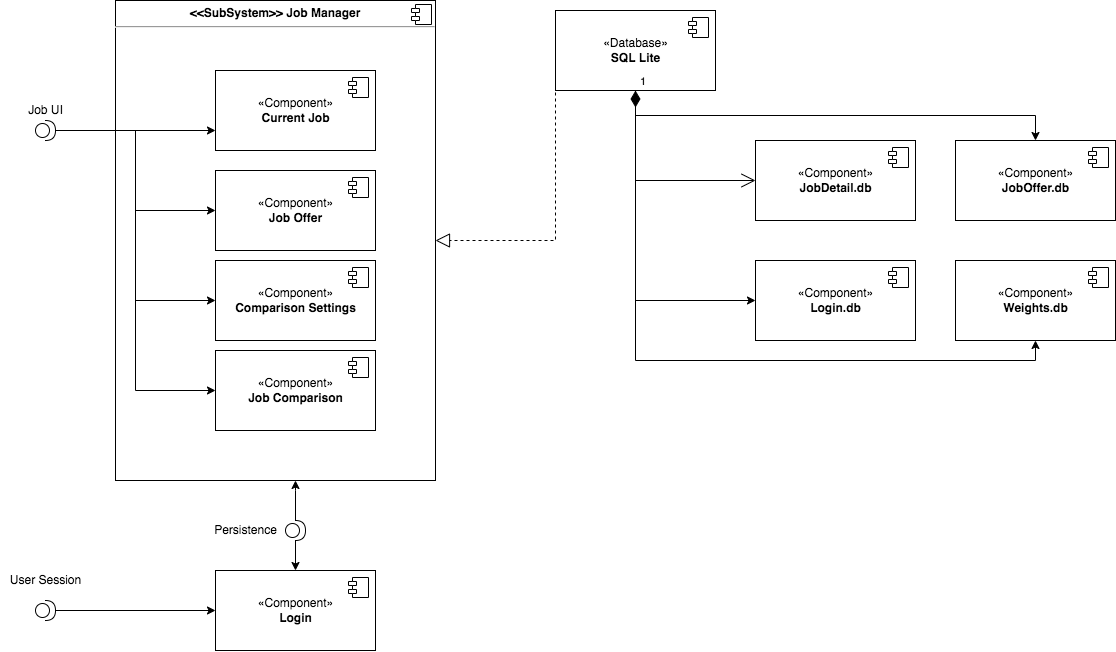 <<SubSystem>> Job Manager
«Component»
Current Job
Job UI
«Component»
Job Offer
«Component»
Comparison Settings
«Component»
Job Comparison
Persistence
User Session
«Component»
Login
«Database»
SQL Lite
1
«Component»
JobDetail.db
«Component»
JobOffer.db
«Component»
Login.db
«Component»
Weights.db